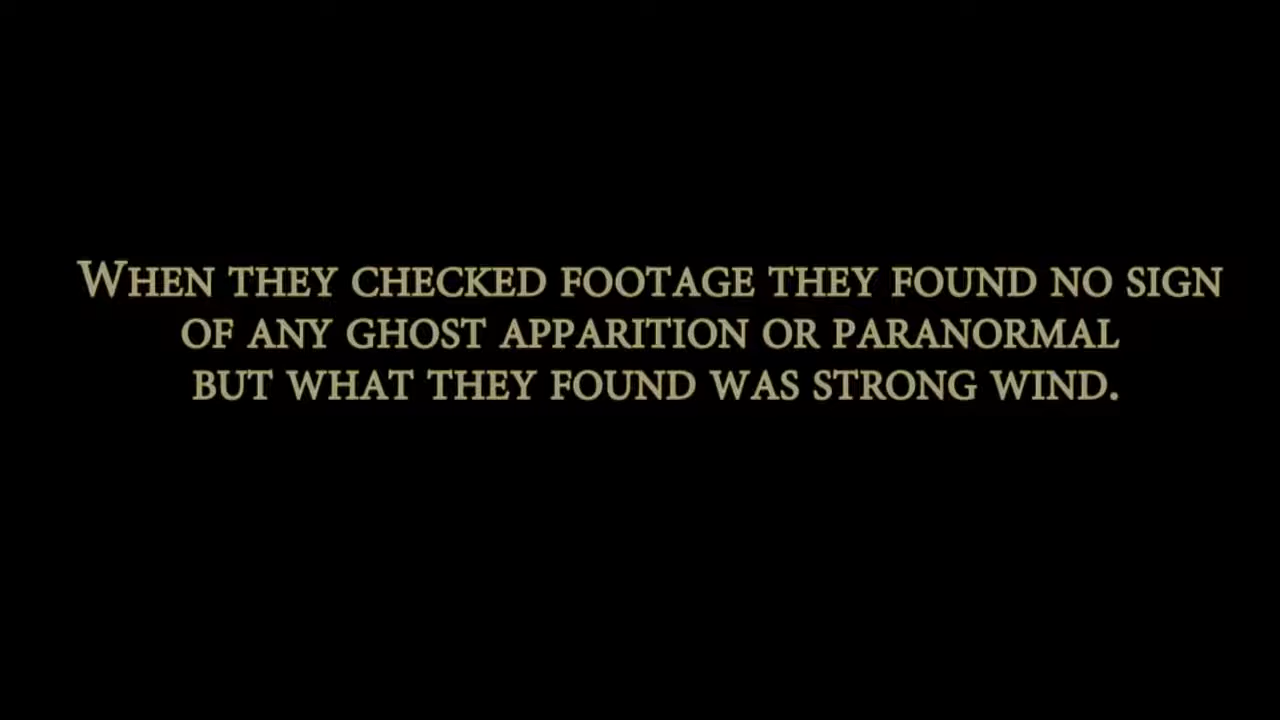 When they checked footage they found no sign
of any ghost apparition or paranormal
but what they found was strong wind.